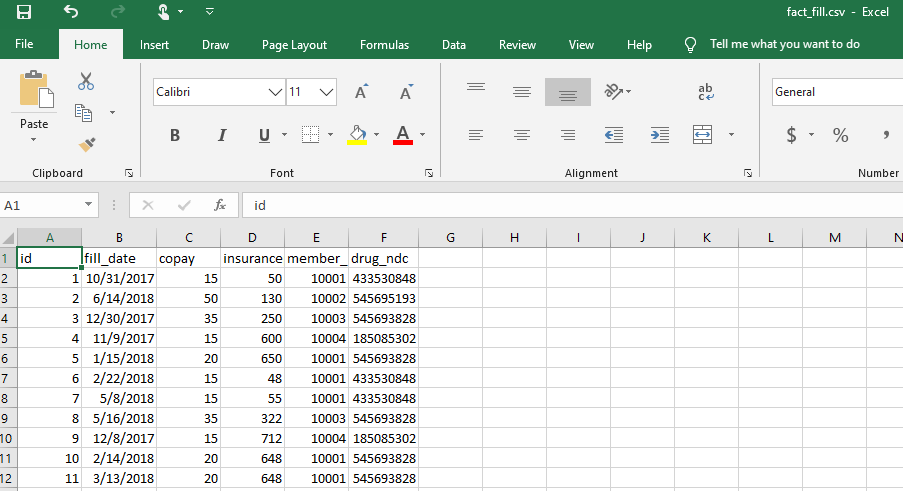 fact_fill.csv - Excel
File Home Insert Draw Page Layout Formulas Data Review View Help Tell me what you want to do
Calibri 11 A A ab General
Paste B I U A c $ % ,
Clipboard Font Alignment Number
A1 fx id
A B C D E F G H I J K L M N
1 id fill_date copay insurance member_ drug_ndc
2 1 10/31/2017 15 50 10001 433530848
3 2 6/14/2018 50 130 10002 545695193
4 3 12/30/2017 35 250 10003 545693828
5 4 11/9/2017 15 600 10004 185085302
6 5 1/15/2018 20 650 10001 545693828
7 6 2/22/2018 15 48 10001 433530848
8 7 5/8/2018 15 55 10001 433530848
9 8 5/16/2018 35 322 10003 545693828
10 9 12/8/2017 15 712 10004 185085302
11 10 2/14/2018 20 648 10001 545693828
12 11 3/13/2018 20 648 10001 545693828